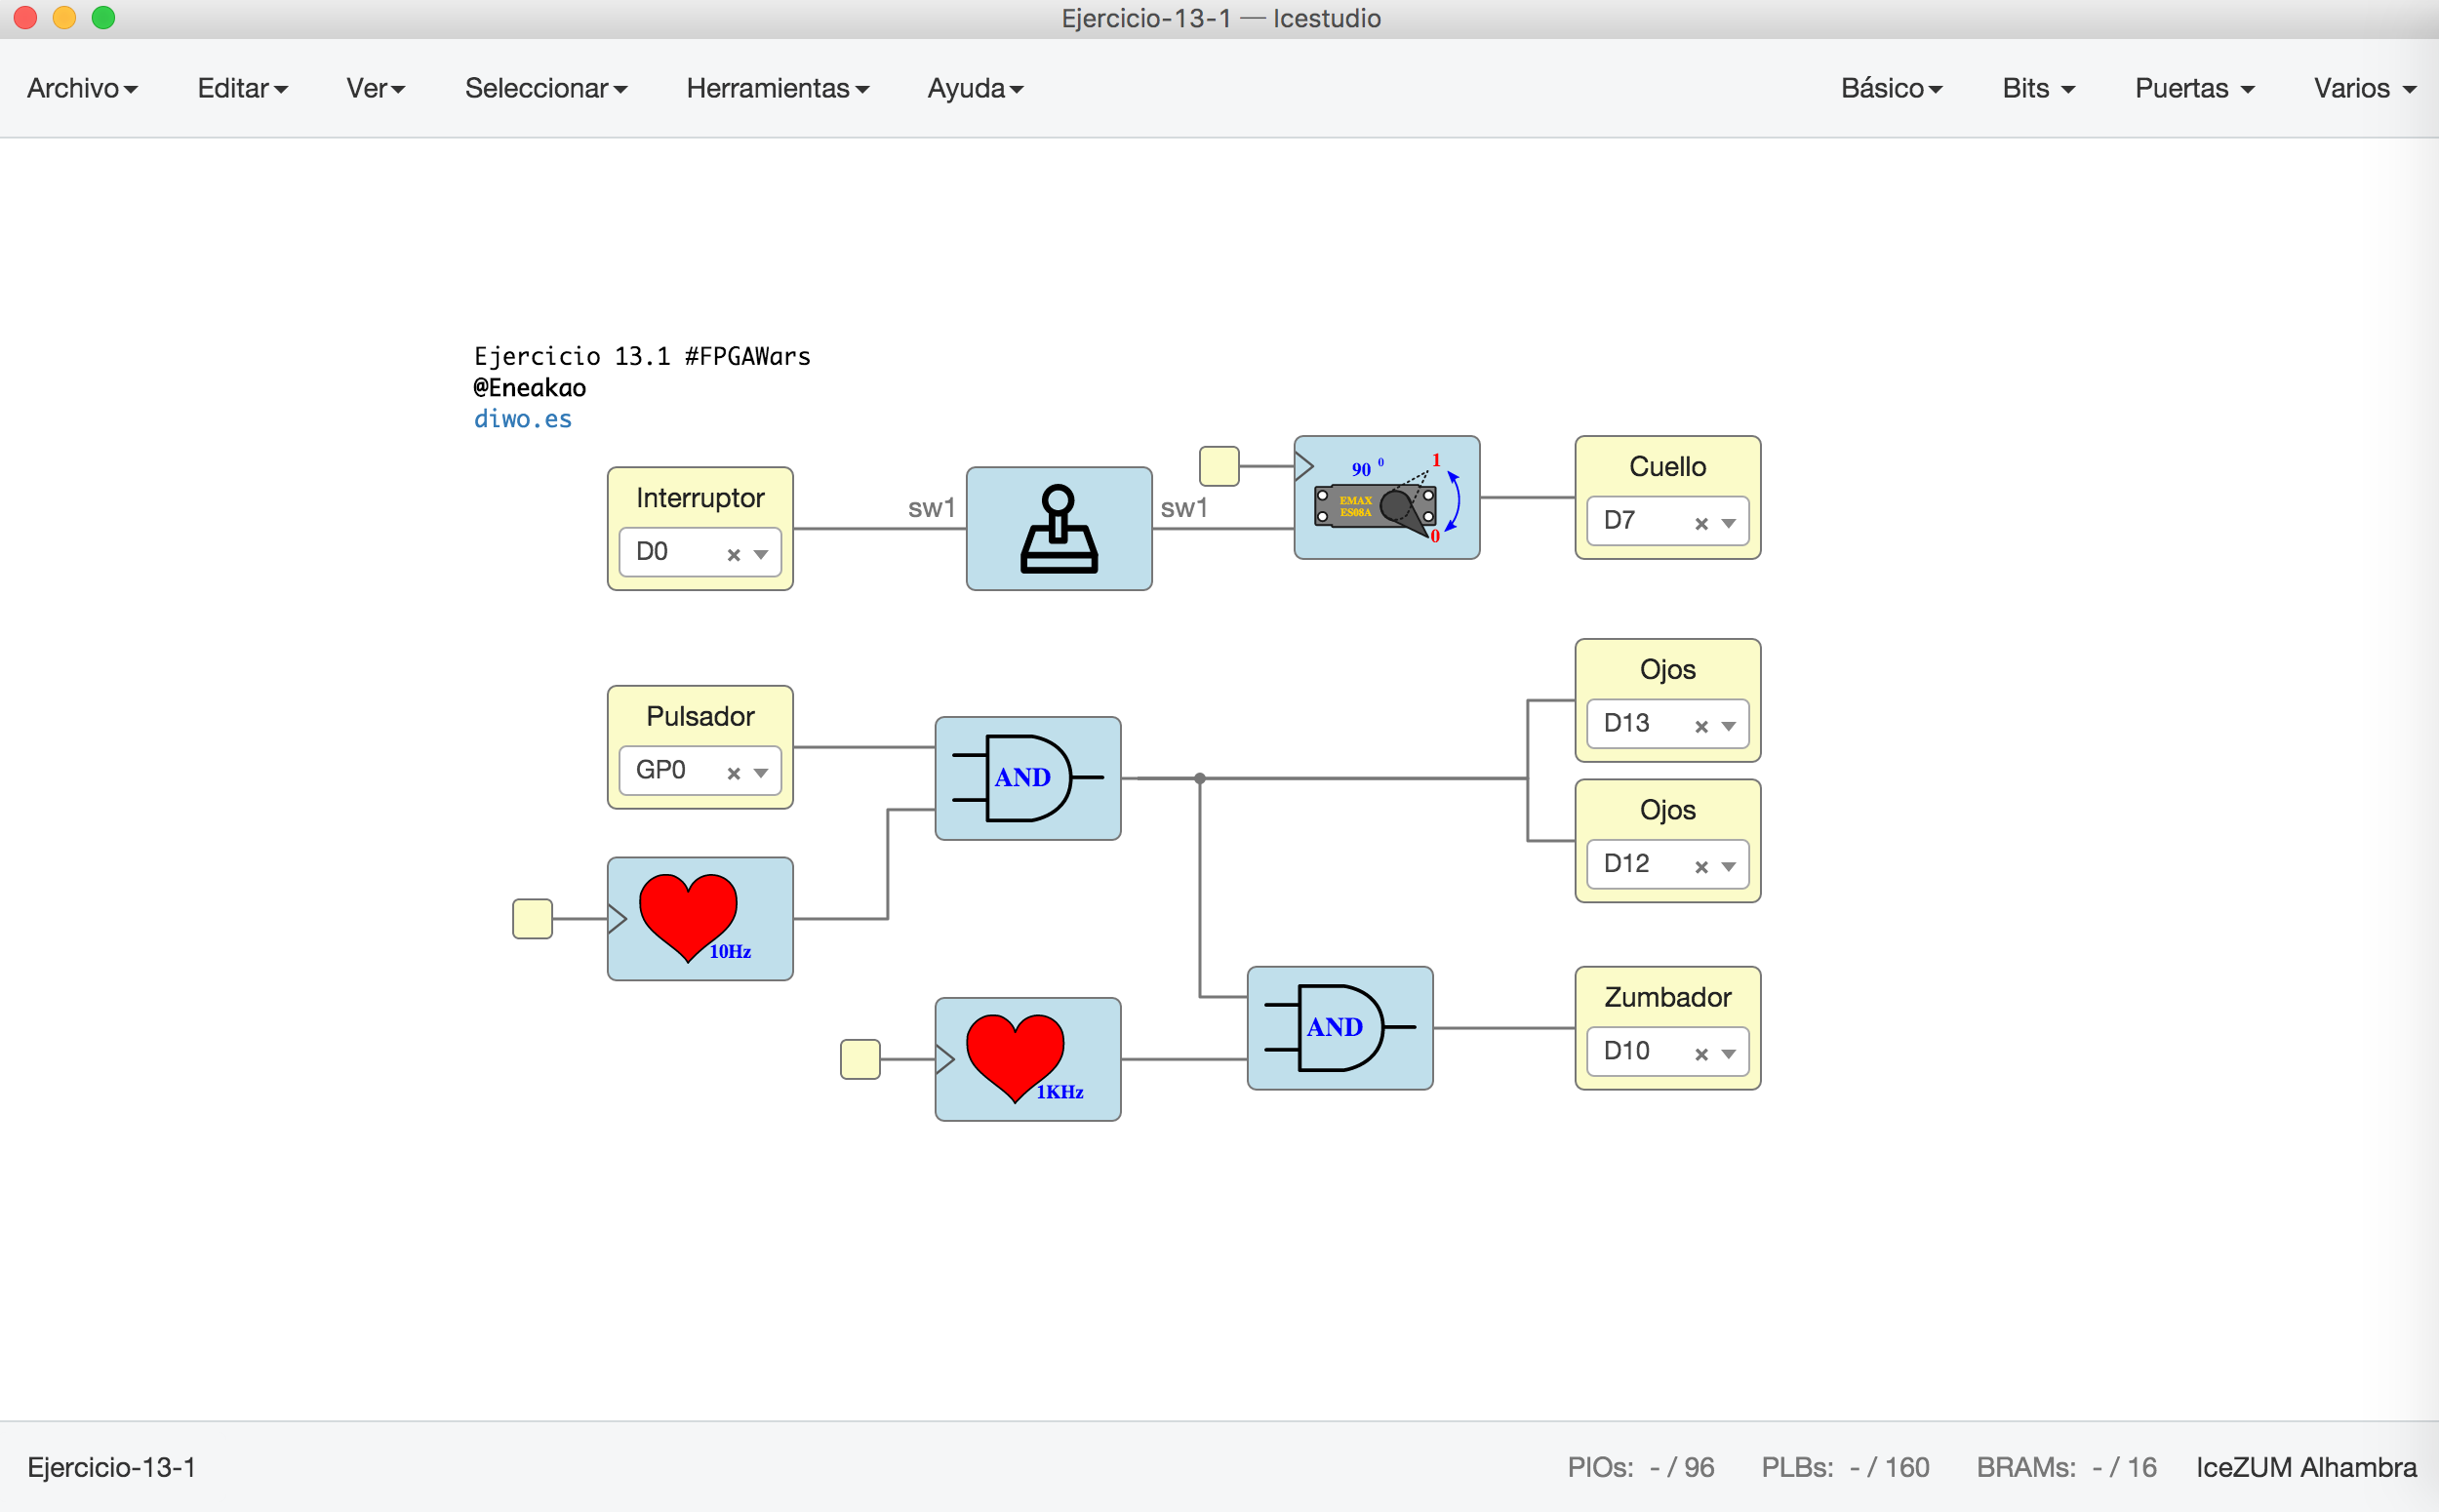 Ejercicio-13-1 — Icestudio
Archivo Editar Ver Seleccionar Herramientas Ayuda Básico Bits Puertas Varios
Ejercicio 13.1 #FPGAWars
@Eneakao
diwo.es
Interruptor
D0
sw1
sw1
90 0
1
EMAX
ES08A
0
Cuello
D7
Pulsador
GP0
AND
Ojos
D13
Ojos
D12
10Hz
1KHz
AND
Zumbador
D10
Ejercicio-13-1 PIOs: - / 96 PLBs: - / 160 BRAMs: - / 16 IceZUM Alhambra